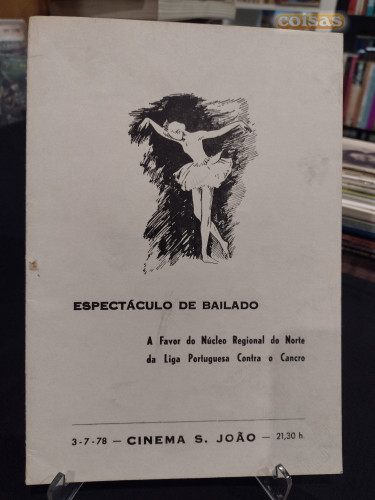 coisas
ESPECTÁCULO DE BAILADO
A Favor do Núcleo Regional do Norte
da Liga Portuguesa Contra o Cancro
3-7-78 — CINEMA S. JOÃO — 21,30 h.